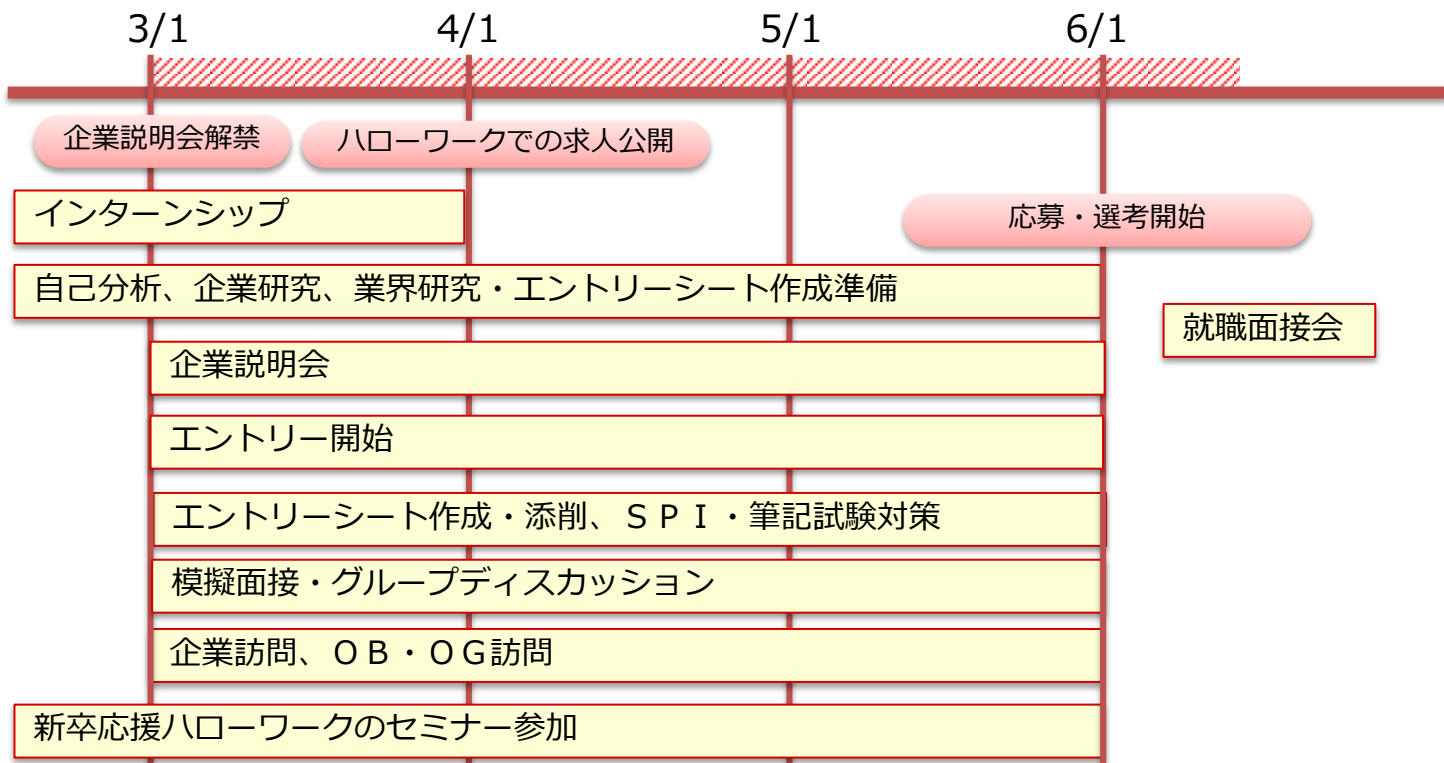 3/1
4/1
5/1
6/1
企業説明会解禁
ハローワークでの求人公開
インターンシップ
応募・選考開始
自己分析、企業研究、業界研究・エントリーシート作成準備
就職面接会
企業説明会
エントリー開始
エントリーシート作成・添削、ＳＰＩ・筆記試験対策
模擬面接・グループディスカッション
企業訪問、ＯＢ・ＯＧ訪問
新卒応援ハローワークのセミナー参加